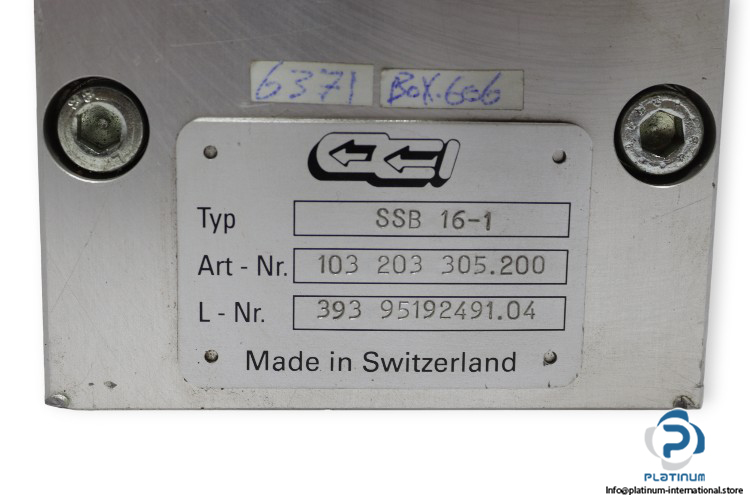 6371 BOX.606
Typ SSB 16-1
Art - Nr. 103 203 305.200
L - Nr. 393 95192491.04
Made in Switzerland
PLATINUM
Info@platinum-international.store